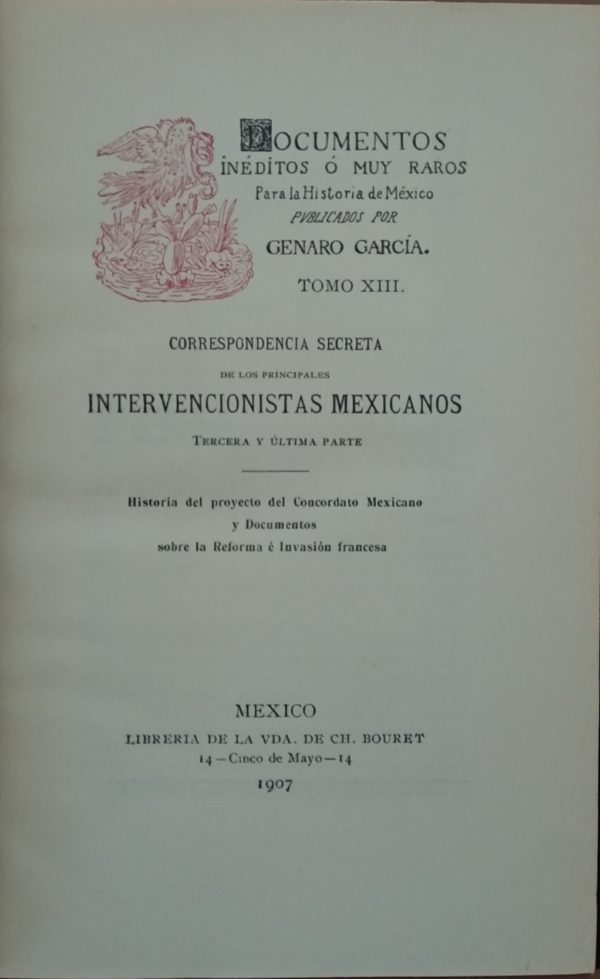 DOCUMENTOS
INÉDITOS Ó MUY RAROS
Para la Historia de México
PVBLICADOS POR
GENARO GARCÍA.
TOMO XIII.
CORRESPONDENCIA SECRETA
DE LOS PRINCIPALES
INTERVENCIONISTAS MEXICANOS
TERCERA Y ÚLTIMA PARTE
Historia del proyecto del Concordato Mexicano
y Documentos
sobre la Reforma é Invasión francesa
MEXICO
LIBRERIA DE LA VDA. DE CH. BOURET
14—Cinco de Mayo—14
1907